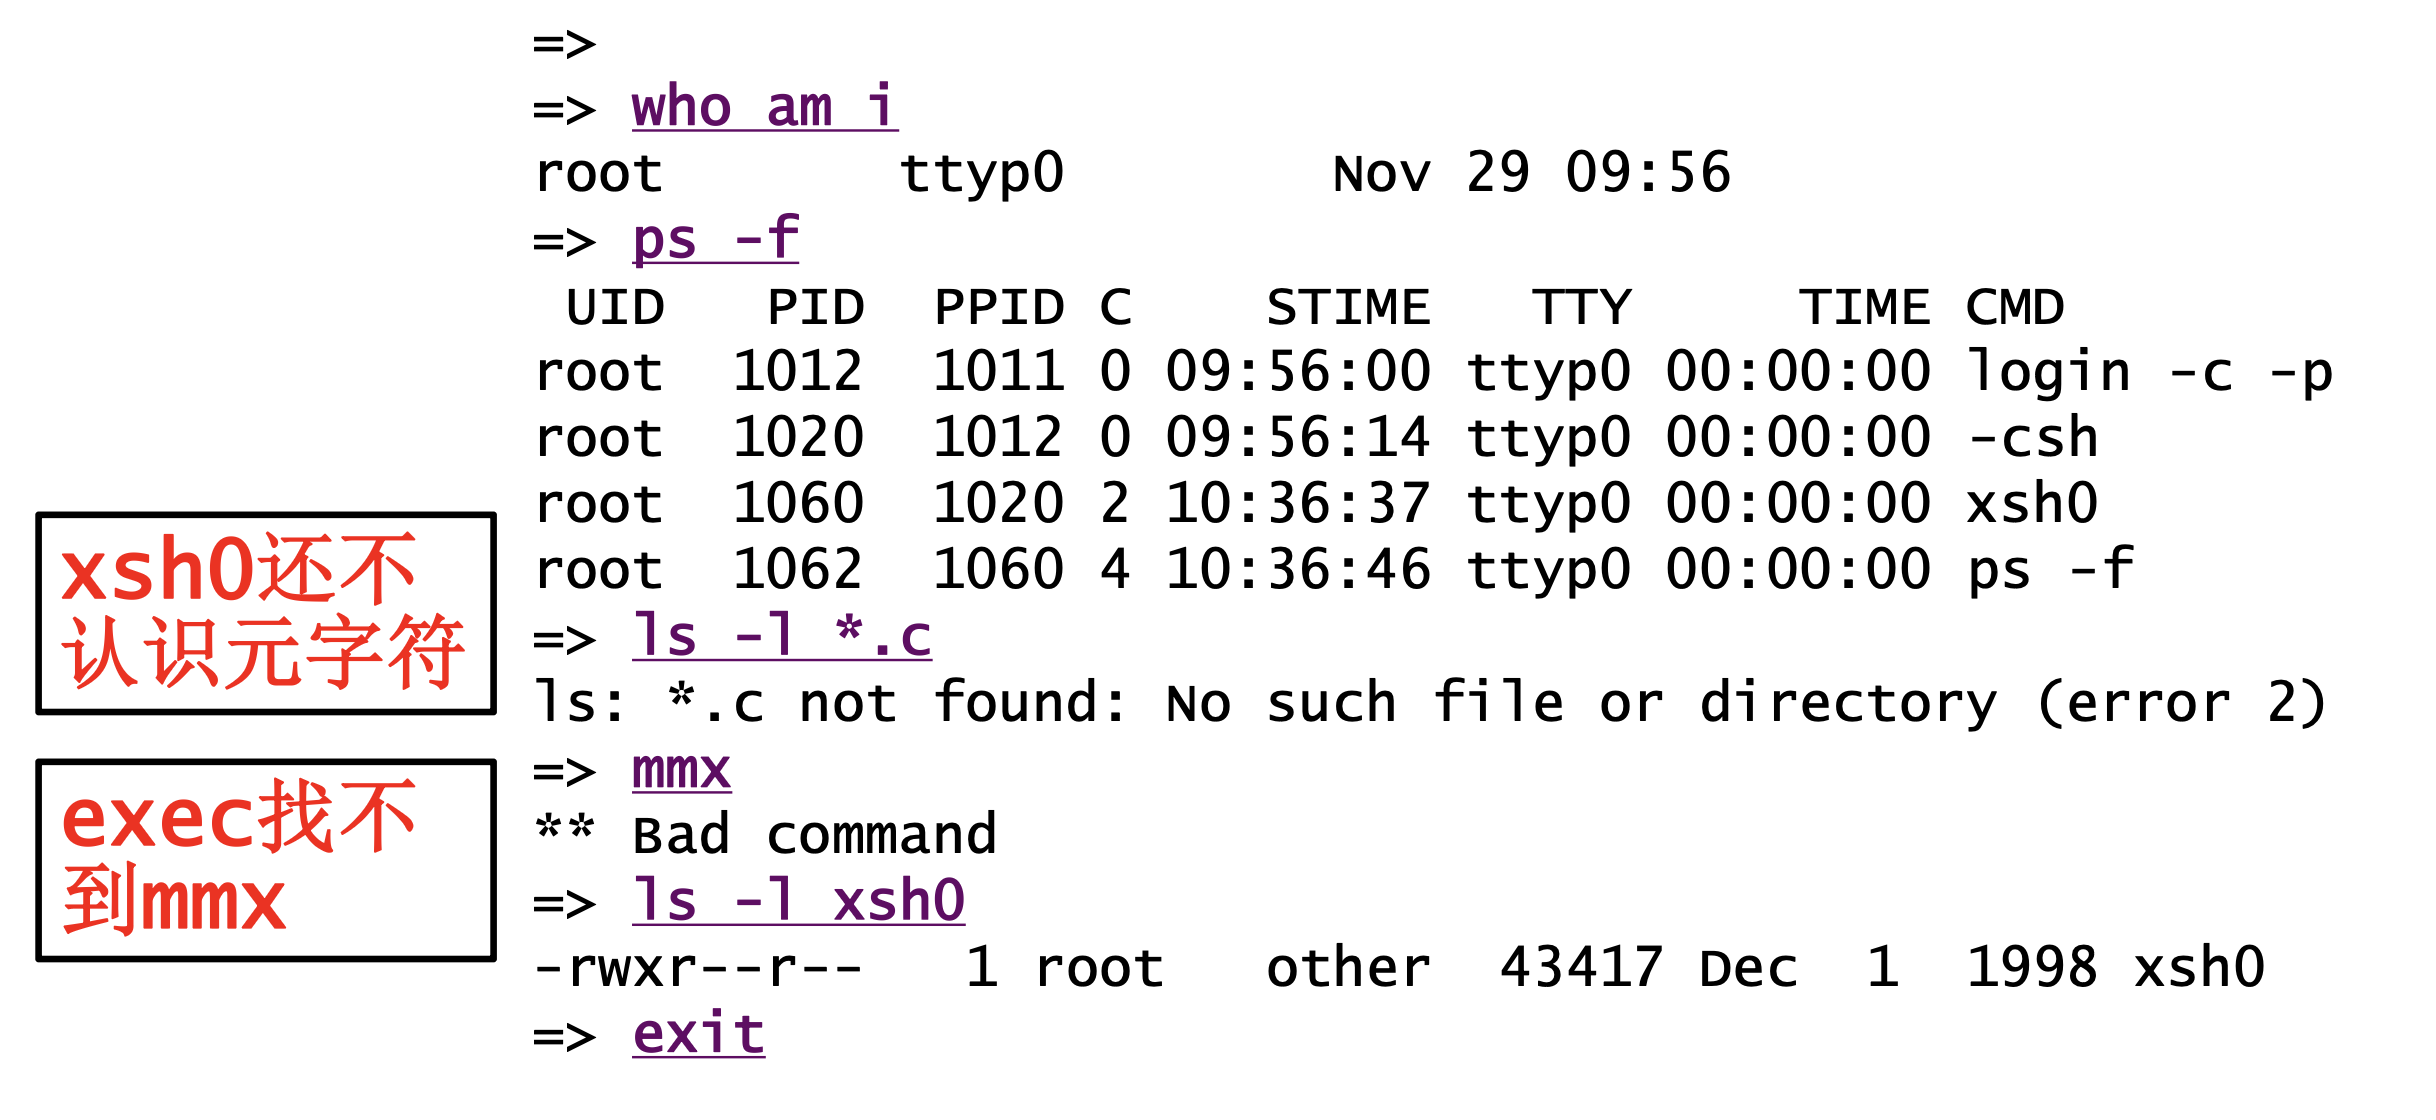 =>
=> who am i
root       ttyp0        Nov 29 09:56
=> ps -f
 UID   PID  PPID C    STIME   TTY     TIME CMD
root  1012  1011 0 09:56:00 ttyp0 00:00:00 login -c -p
root  1020  1012 0 09:56:14 ttyp0 00:00:00 -csh
root  1060  1020 2 10:36:37 ttyp0 00:00:00 xsh0
root  1062  1060 4 10:36:46 ttyp0 00:00:00 ps -f
=> ls -l *.c
ls: *.c not found: No such file or directory (error 2)
=> mmx
** Bad command
=> ls -l xsh0
-rwxr--r--   1 root   other  43417 Dec  1  1998 xsh0
=> exit
xsh0还不
认识元字符
exec找不
到mmx